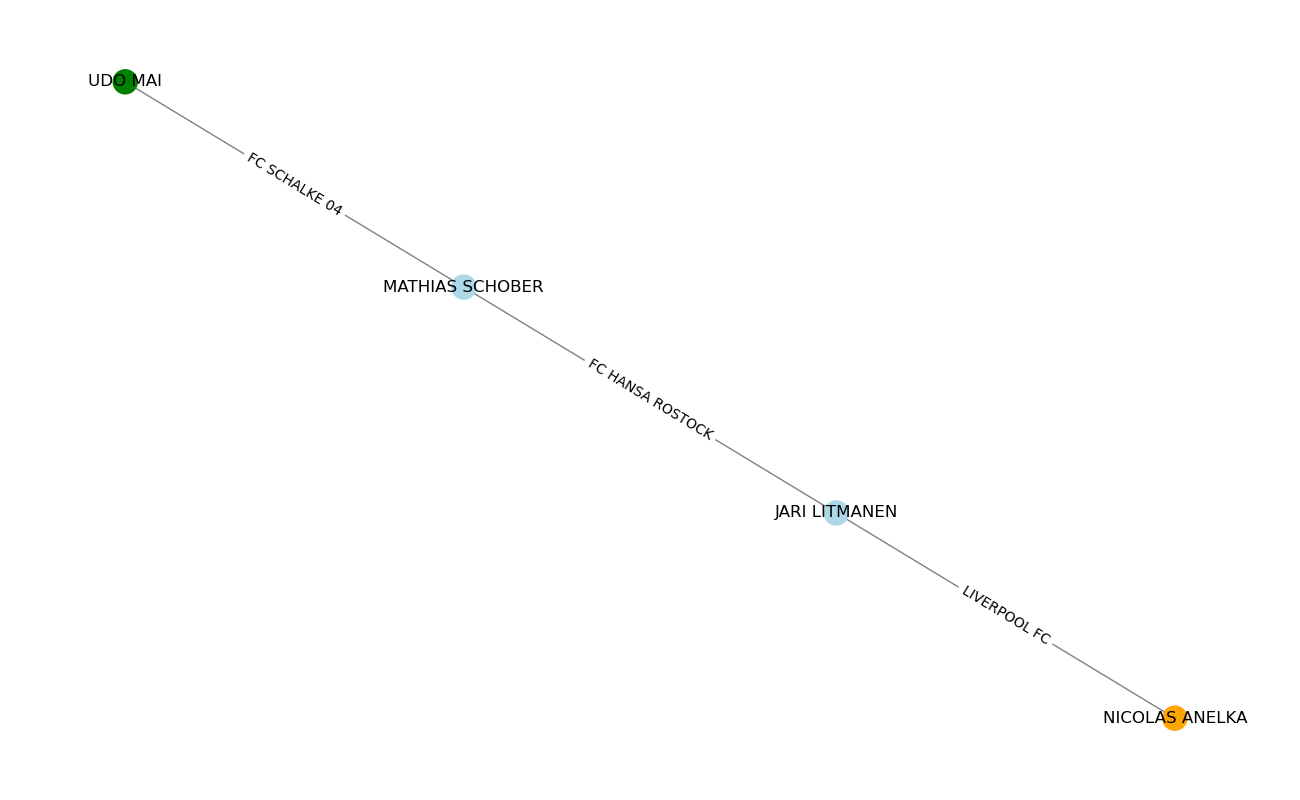 UDO MAI
FC SCHALKE 04
MATHIAS SCHOBER
FC HANSA ROSTOCK
JARI LITMANEN
LIVERPOOL FC
NICOLAS ANELKA